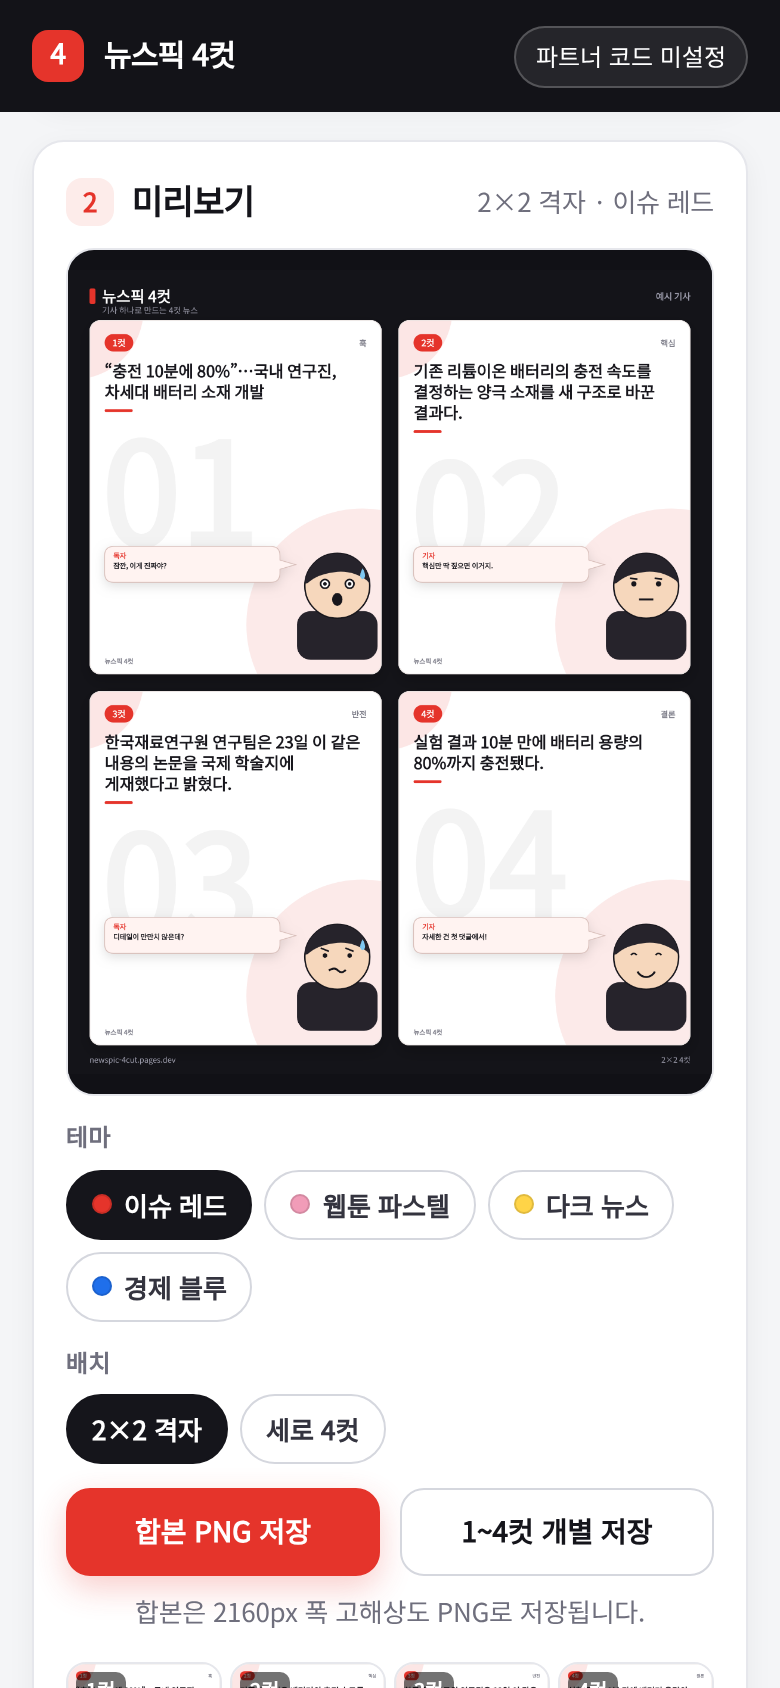 4 뉴스픽 4컷
파트너 코드 미설정
2 미리보기
2×2 격자 · 이슈 레드
뉴스픽 4컷
기사 하나로 만드는 4컷 뉴스
예시 기사
1컷
훅
“충전 10분에 80%”…국내 연구진,
차세대 배터리 소재 개발
01
독자
잠깐, 이게 진짜야?
뉴스픽 4컷
2컷
핵심
기존 리튬이온 배터리의 충전 속도를
결정하는 양극 소재를 새 구조로 바꾼
결과다.
02
기자
핵심만 딱 짚으면 이거지.
뉴스픽 4컷
3컷
반전
한국재료연구원 연구팀은 23일 이 같은
내용의 논문을 국제 학술지에
게재했다고 밝혔다.
03
독자
디테일이 만만치 않은데?
뉴스픽 4컷
4컷
결론
실험 결과 10분 만에 배터리 용량의
80%까지 충전됐다.
04
기자
자세한 건 첫 댓글에서!
뉴스픽 4컷
newspic-4cut.pages.dev
2×2 4컷
테마
이슈 레드
웹툰 파스텔
다크 뉴스
경제 블루
배치
2×2 격자
세로 4컷
합본 PNG 저장
1~4컷 개별 저장
합본은 2160px 폭 고해상도 PNG로 저장됩니다.